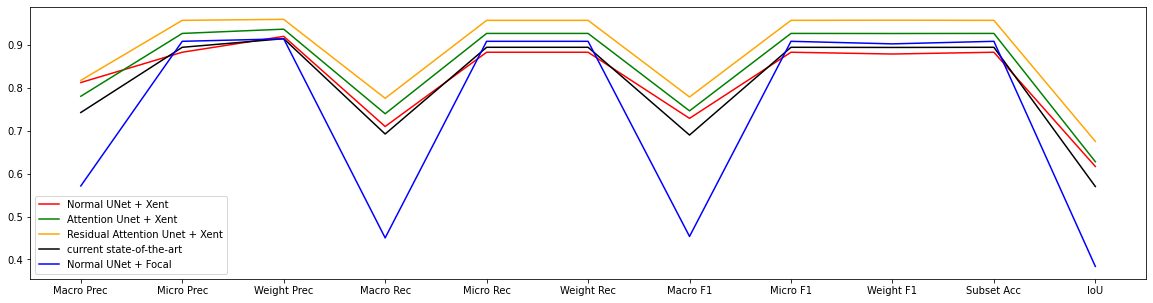 0.9
0.8
0.7
0.6
0.5
0.4
Normal UNet + Xent
Attention Unet + Xent
Residual Attention Unet + Xent
current state-of-the-art
Normal UNet + Focal
Macro Prec Micro Prec Weight Prec Macro Rec Micro Rec Weight Rec Macro F1 Micro F1 Weight F1 Subset Acc IoU